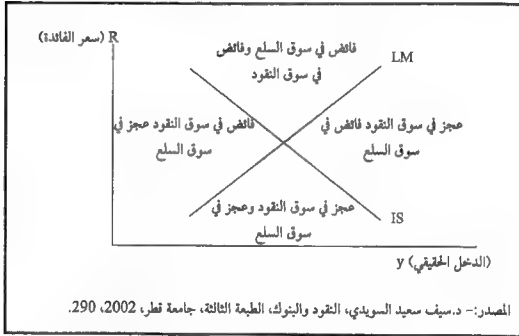 R (سعر الفائدة)
فائض في سوق السلع وفائض
في سوق النقود
LM
فائض في سوق النقود عجز في
سوق السلع
عجز في سوق النقود فائض في
سوق السلع
عجز في سوق النقود وعجز في
سوق السلع
IS
y (الدخل الحقيقي)
المصدر:- د.سيف سعيد السويدي، النقود والبنوك، الطبعة الثالثة، جامعة قطر، 2002، 290.